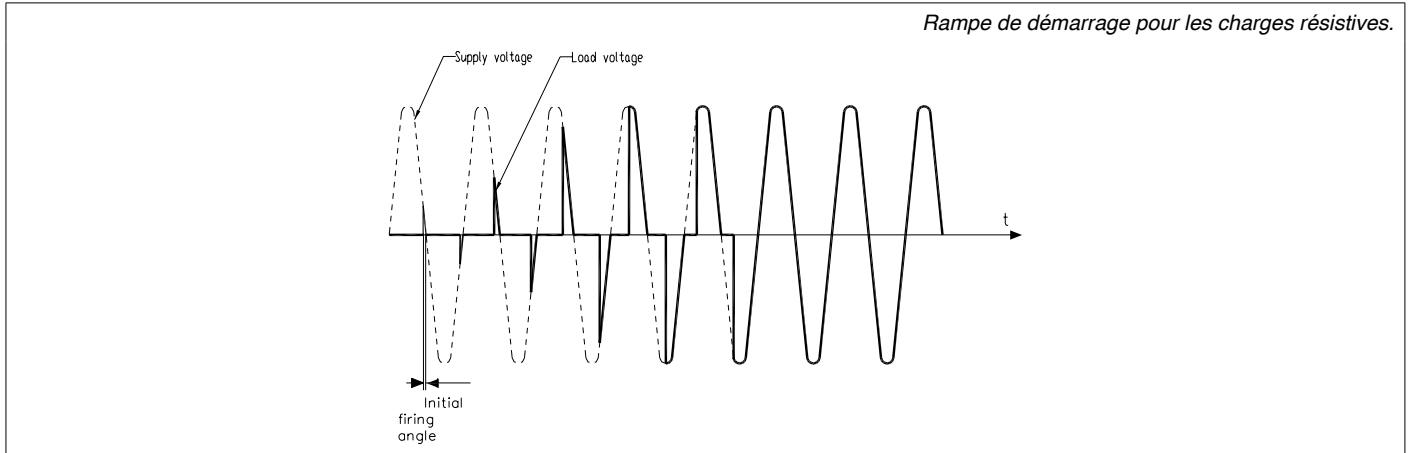 Rampe de démarrage pour les charges résistives.
Supply voltage
Load voltage
t
Initial
firing
angle